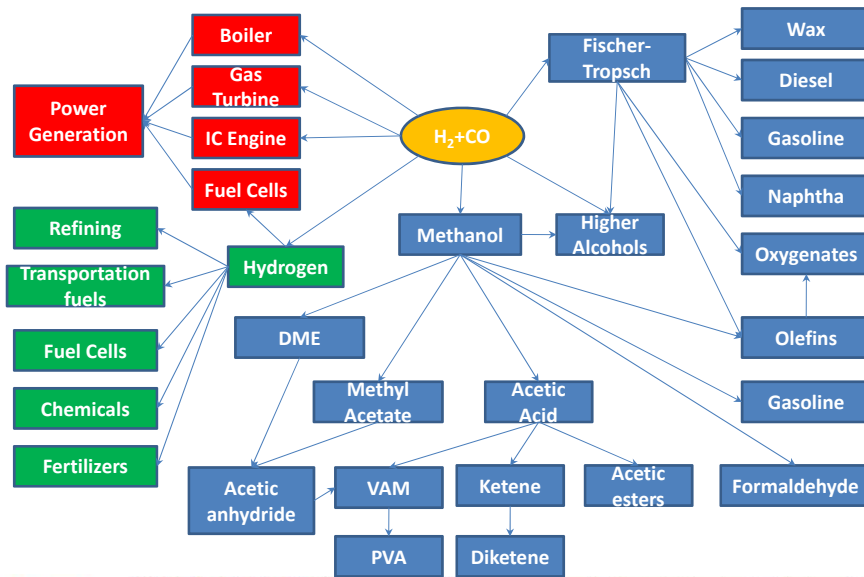 Boiler
Gas
Turbine
Power
Generation
IC Engine
Fuel Cells
H₂+CO
Fischer-
Tropsch
Wax
Diesel
Gasoline
Naphtha
Oxygenates
Olefins
Gasoline
Formaldehyde
Refining
Transportation
fuels
Fuel Cells
Chemicals
Fertilizers
Hydrogen
Methanol
Higher
Alcohols
DME
Methyl
Acetate
Acetic
Acid
Acetic
anhydride
VAM
Ketene
Acetic
esters
PVA
Diketene